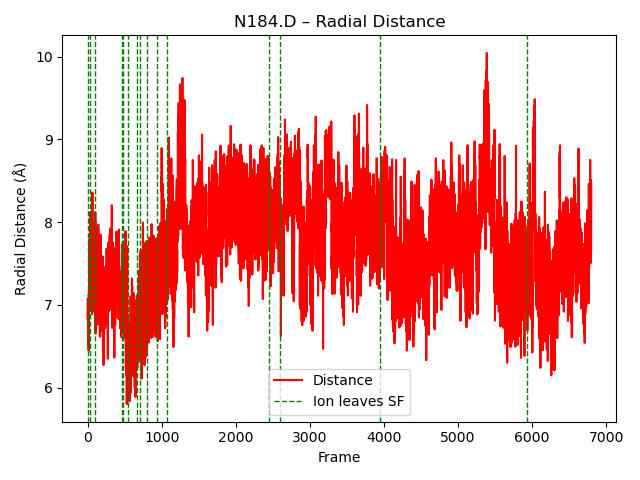 N184.D – Radial Distance
Radial Distance (Å)
10
9
8
7
6
Distance
Ion leaves SF
0 1000 2000 3000 4000 5000 6000 7000
Frame